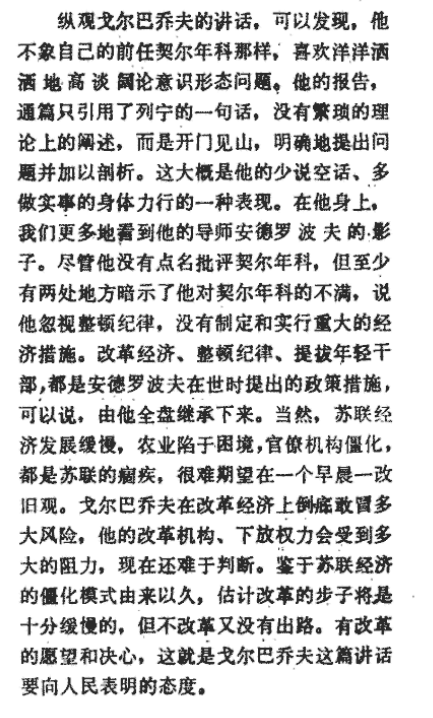 纵观戈尔巴乔夫的讲话，可以发现，他
不象自己的前任契尔年科那样，喜欢洋洋洒
洒地高谈阔论意识形态问题。他的报告，
通篇只引用了列宁的一句话，没有繁琐的理
论上的阐述，而是开门见山，明确地提出问
题并加以剖析。这大概是他的少说空话、多
做实事的身体力行的一种表现。在他身上，
我们更多地看到他的导师安德罗波夫的影
子。尽管他没有点名批评契尔年科，但至少
有两处地方暗示了他对契尔年科的不满，说
他忽视整顿纪律，没有制定和实行重大的经
济措施。改革经济、整顿纪律、提拔年轻干
部，都是安德罗波夫在世时提出的政策措施，
可以说，由他全盘继承下来。当然，苏联经
济发展缓慢，农业陷于困境，官僚机构僵化，
都是苏联的痼疾，很难期望在一个早晨一改
旧观。戈尔巴乔夫在改革经济上倒底敢冒多
大风险，他的改革机构、下放权力会受到多
大的阻力，现在还难于判断。鉴于苏联经济
的僵化模式由来以久，估计改革的步子将是
十分缓慢的，但不改革又没有出路。有改革
的愿望和决心，这就是戈尔巴乔夫这篇讲话
要向人民表明的态度。